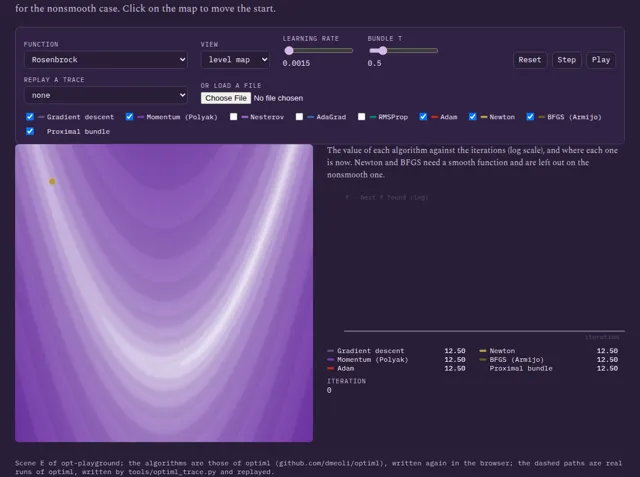 for the nonsmooth case. Click on the map to move the start.
FUNCTION
VIEW
LEARNING RATE
BUNDLE T
Rosenbrock
level map
0.0015
0.5
Reset
Step
Play
REPLAY A TRACE
OR LOAD A FILE
none
Choose File No file chosen
Gradient descent
Momentum (Polyak)
Nesterov
AdaGrad
RMSProp
Adam
Newton
BFGS (Armijo)
Proximal bundle
The value of each algorithm against the iterations (log scale), and where each one
is now. Newton and BFGS need a smooth function and are left out on the
nonsmooth one.
iterations
Gradient descent 12.50
Newton 12.50
Momentum (Polyak) 12.50
BFGS (Armijo) 12.50
Adam 12.50
Proximal bundle 12.50
ITERATION
0
Scene E of opt-playground; the algorithms are those of optiml (github.com/dmeoli/optiml), written again in the browser; the dashed paths are real
runs of optiml, written by tools/optiml_trace.py and replayed.